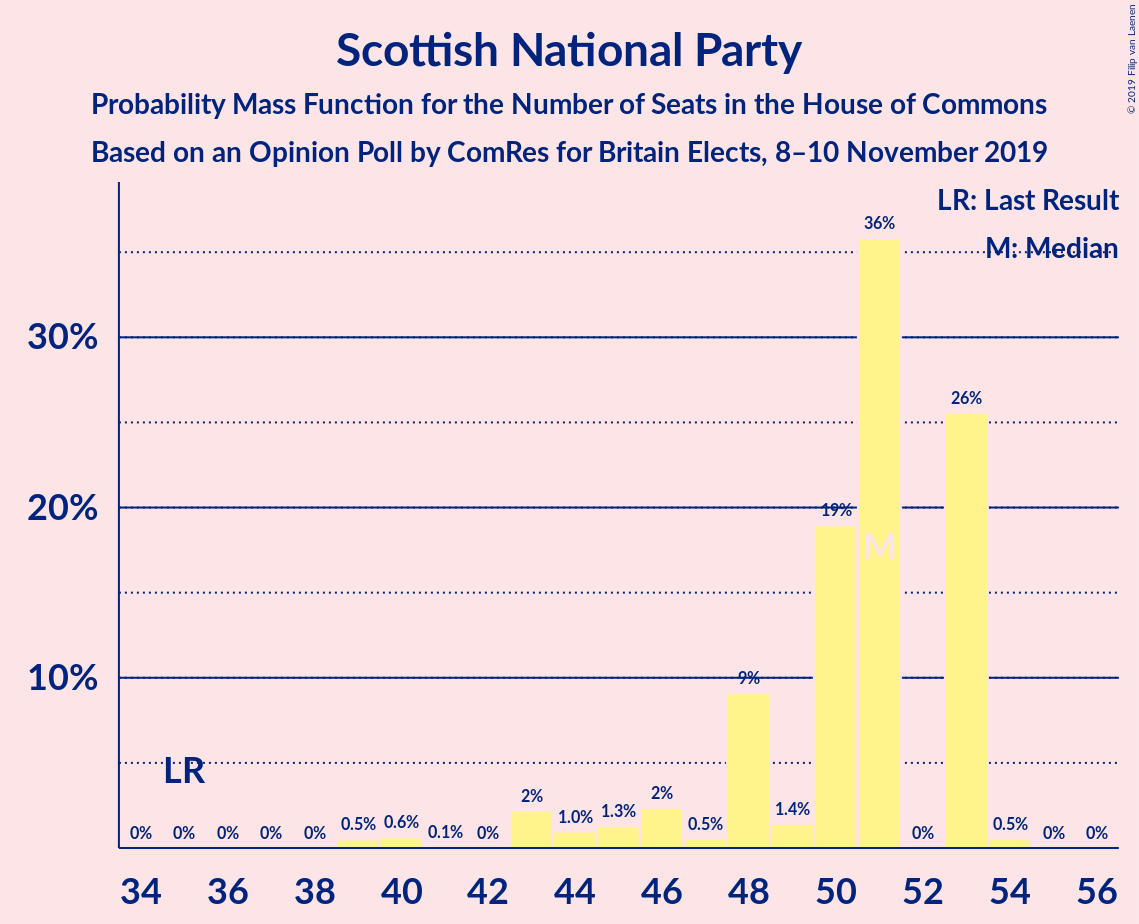 Scottish National Party
Probability Mass Function for the Number of Seats in the House of Commons
Based on an Opinion Poll by ComRes for Britain Elects, 8–10 November 2019
© 2019 Filip van Laenen
LR: Last Result
M: Median
36%
30%
26%
20%
19%
M
10%
9%
LR
0% 0% 0% 0% 0% 0.5% 0.6% 0.1% 0% 2% 1.0% 1.3% 2% 0.5% 1.4% 0% 0.5% 0% 0%
34 36 38 40 42 44 46 48 50 52 54 56